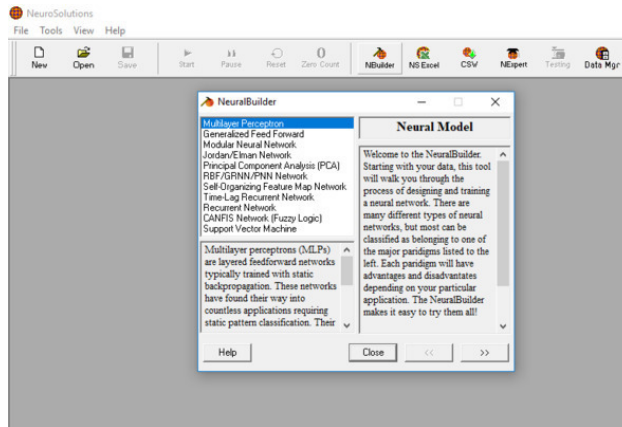 NeuroSolutions
File Tools View Help
New Open Save Start Pause Reset Zero Count NBuilder NS Excel CSV NExpert Testing Data Mgr
0
NeuralBuilder
Multilayer Perceptron
Generalized Feed Forward
Modular Neural Network
Jordan/Elman Network
Principal Component Analysis (PCA)
RBF/GRNN/PNN Network
Self-Organizing Feature Map Network
Time-Lag Recurrent Network
Recurrent Network
CANFIS Network (Fuzzy Logic)
Support Vector Machine
Multilayer perceptrons (MLPs)
are layered feedforward networks
typically trained with static
backpropagation. These networks
have found their way into
countless applications requiring
static pattern classification. Their
Neural Model
Welcome to the NeuralBuilder.
Starting with your data, this tool
will walk you through the
process of designing and training
a neural network. There are
many different types of neural
networks, but most can be
classified as belonging to one of
the major paridigms listed to the
left. Each paridigm will have
advantages and disadvantates
depending on your particular
application. The NeuralBuilder
makes it easy to try them all!
Help Close << >>